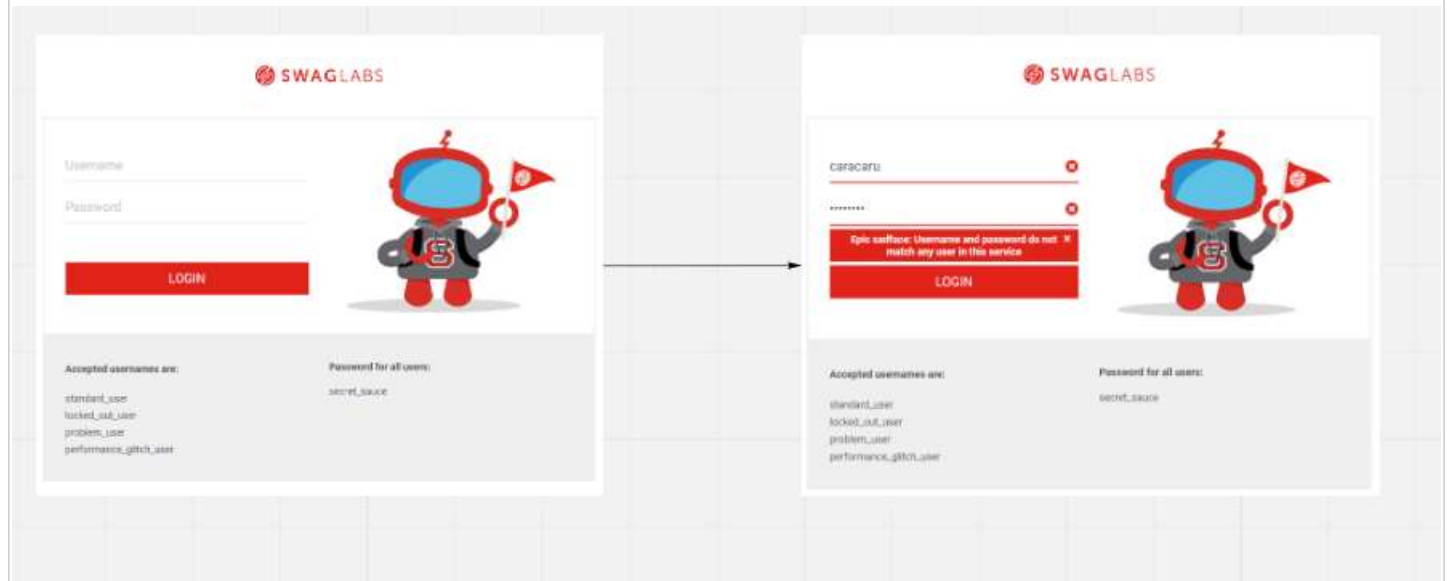 SWAGLABS
Username
Password
LOGIN
Accepted usernames are:
standard_user
locked_out_user
problem_user
performance_glitch_user
Password for all users:
secret_sauce
SWAGLABS
caracaru
••••••••
Epic sadface: Username and password do not
match any user in this service
LOGIN
Accepted usernames are:
standard_user
locked_out_user
problem_user
performance_glitch_user
Password for all users:
secret_sauce